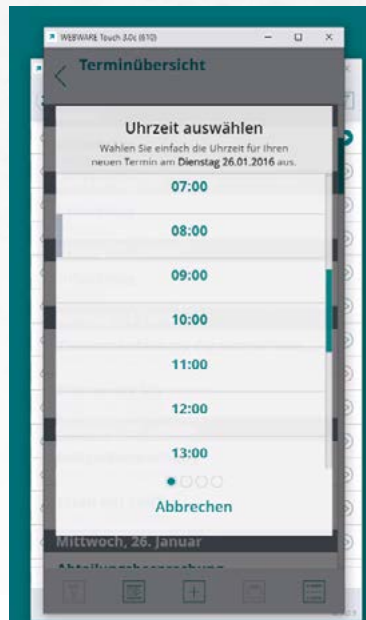 WEBWARE Touch 3.0c (610)
Terminübersicht
Uhrzeit auswählen
Wählen Sie einfach die Uhrzeit für Ihren
neuen Termin am Dienstag 26.01.2016 aus.
07:00
08:00
09:00
10:00
11:00
12:00
13:00
Abbrechen
Mittwoch, 26. Januar
Abteilungsbesprechung